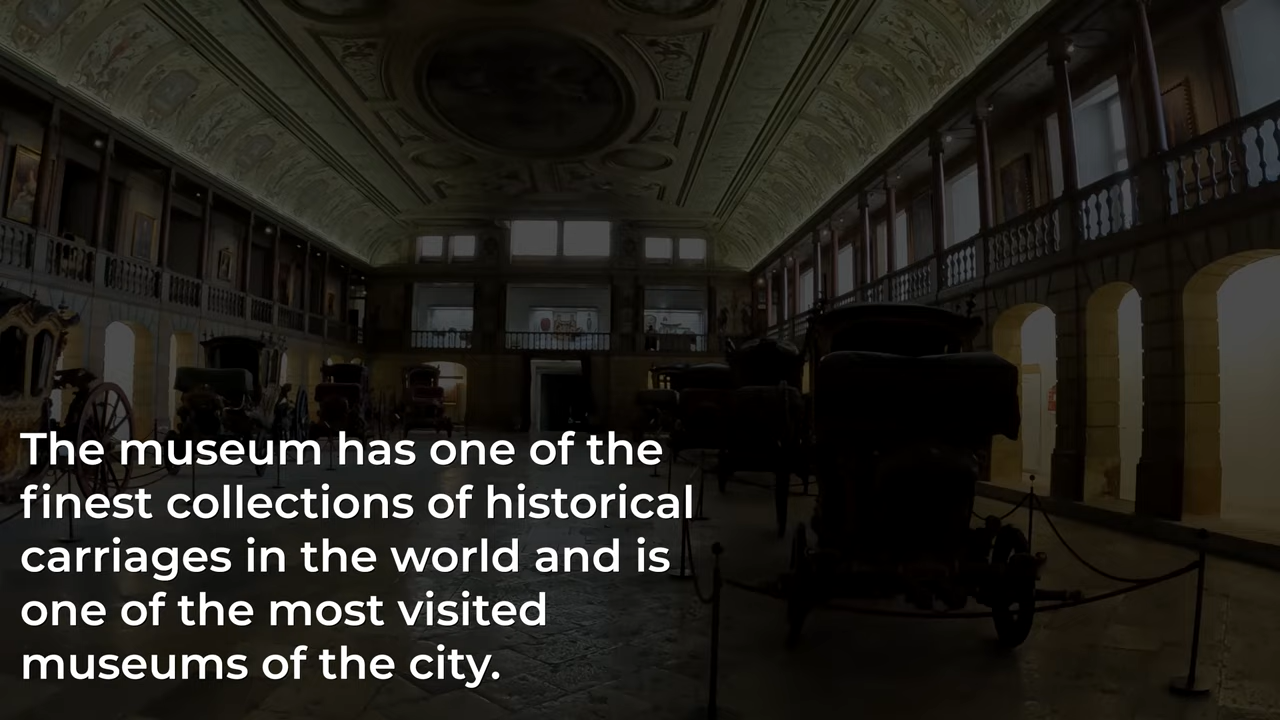 The museum has one of the
finest collections of historical
carriages in the world and is
one of the most visited
museums of the city.